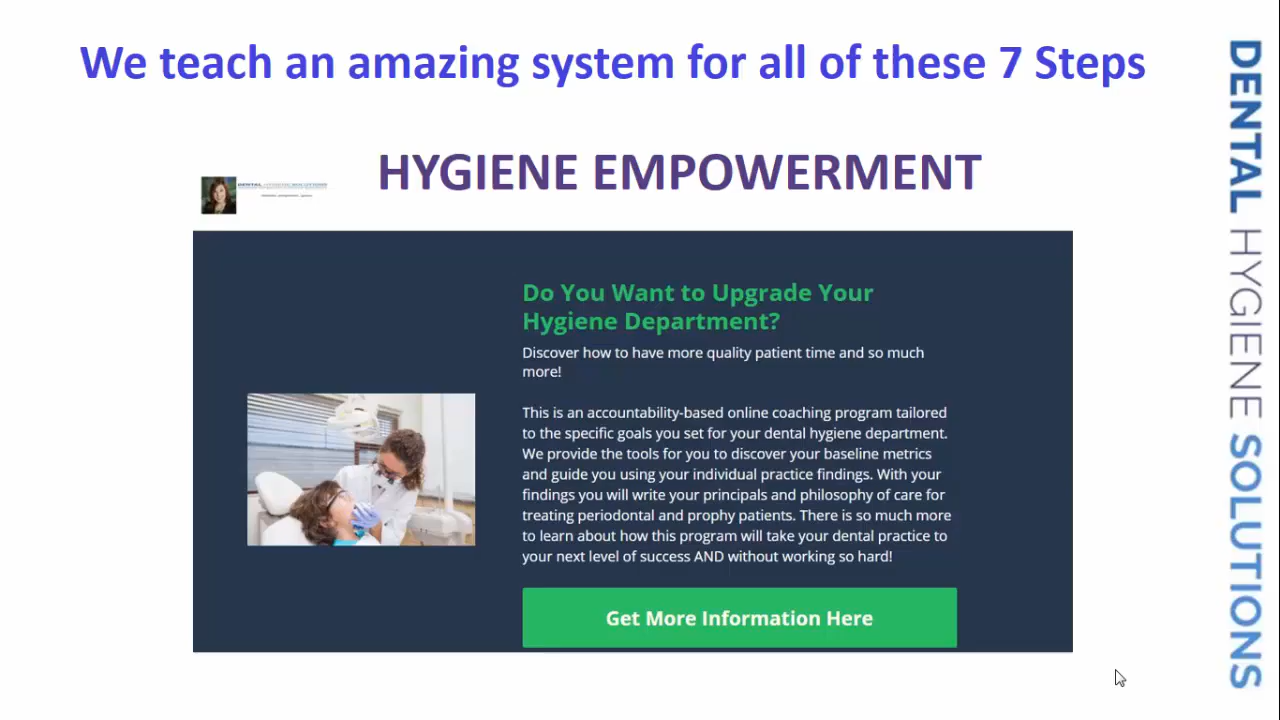 We teach an amazing system for all of these 7 Steps
HYGIENE EMPOWERMENT
DENTAL HYGIENE SOLUTIONS
Do You Want to Upgrade Your
Hygiene Department?
Discover how to have more quality patient time and so much
more!
This is an accountability-based online coaching program tailored
to the specific goals you set for your dental hygiene department.
We provide the tools for you to discover your baseline metrics
and guide you using your individual practice findings. With your
findings you will write your principals and philosophy of care for
treating periodontal and prophy patients. There is so much more
to learn about how this program will take your dental practice to
your next level of success AND without working so hard!
Get More Information Here
DENTAL HYGIENE SOLUTIONS